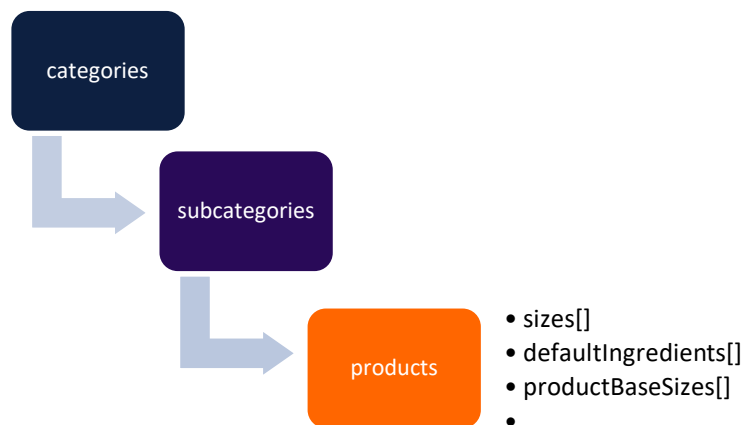 categories
subcategories
products
• sizes[]
• defaultIngredients[]
• productBaseSizes[]
•